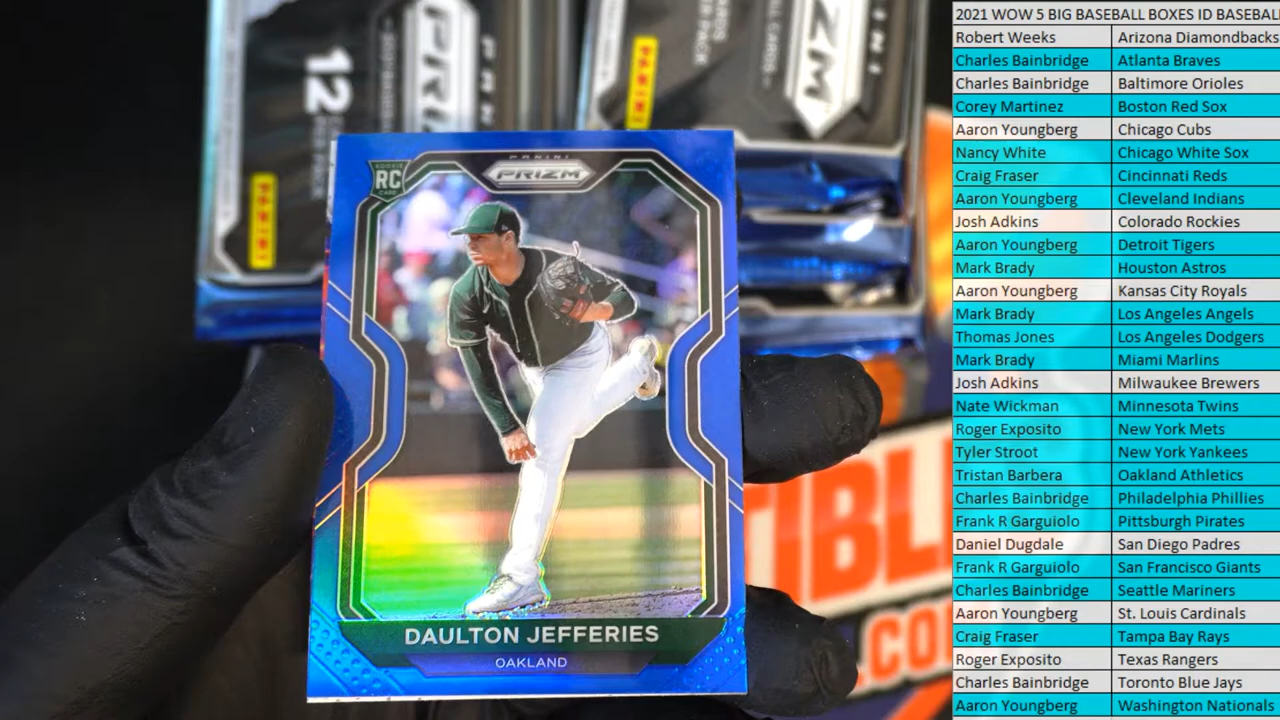 12
PRIZM
PANINI
PANINI
ZM
ROOKIE
RC
CARD
PANINI
PRIZM
DAULTON JEFFERIES
OAKLAND
TIBL
.CO
2021 WOW 5 BIG BASEBALL BOXES ID BASEBAL
Robert Weeks Arizona Diamondbacks
Charles Bainbridge Atlanta Braves
Charles Bainbridge Baltimore Orioles
Corey Martinez Boston Red Sox
Aaron Youngberg Chicago Cubs
Nancy White Chicago White Sox
Craig Fraser Cincinnati Reds
Aaron Youngberg Cleveland Indians
Josh Adkins Colorado Rockies
Aaron Youngberg Detroit Tigers
Mark Brady Houston Astros
Aaron Youngberg Kansas City Royals
Mark Brady Los Angeles Angels
Thomas Jones Los Angeles Dodgers
Mark Brady Miami Marlins
Josh Adkins Milwaukee Brewers
Nate Wickman Minnesota Twins
Roger Exposito New York Mets
Tyler Stroot New York Yankees
Tristan Barbera Oakland Athletics
Charles Bainbridge Philadelphia Phillies
Frank R Garguiolo Pittsburgh Pirates
Daniel Dugdale San Diego Padres
Frank R Garguiolo San Francisco Giants
Charles Bainbridge Seattle Mariners
Aaron Youngberg St. Louis Cardinals
Craig Fraser Tampa Bay Rays
Roger Exposito Texas Rangers
Charles Bainbridge Toronto Blue Jays
Aaron Youngberg Washington Nationals